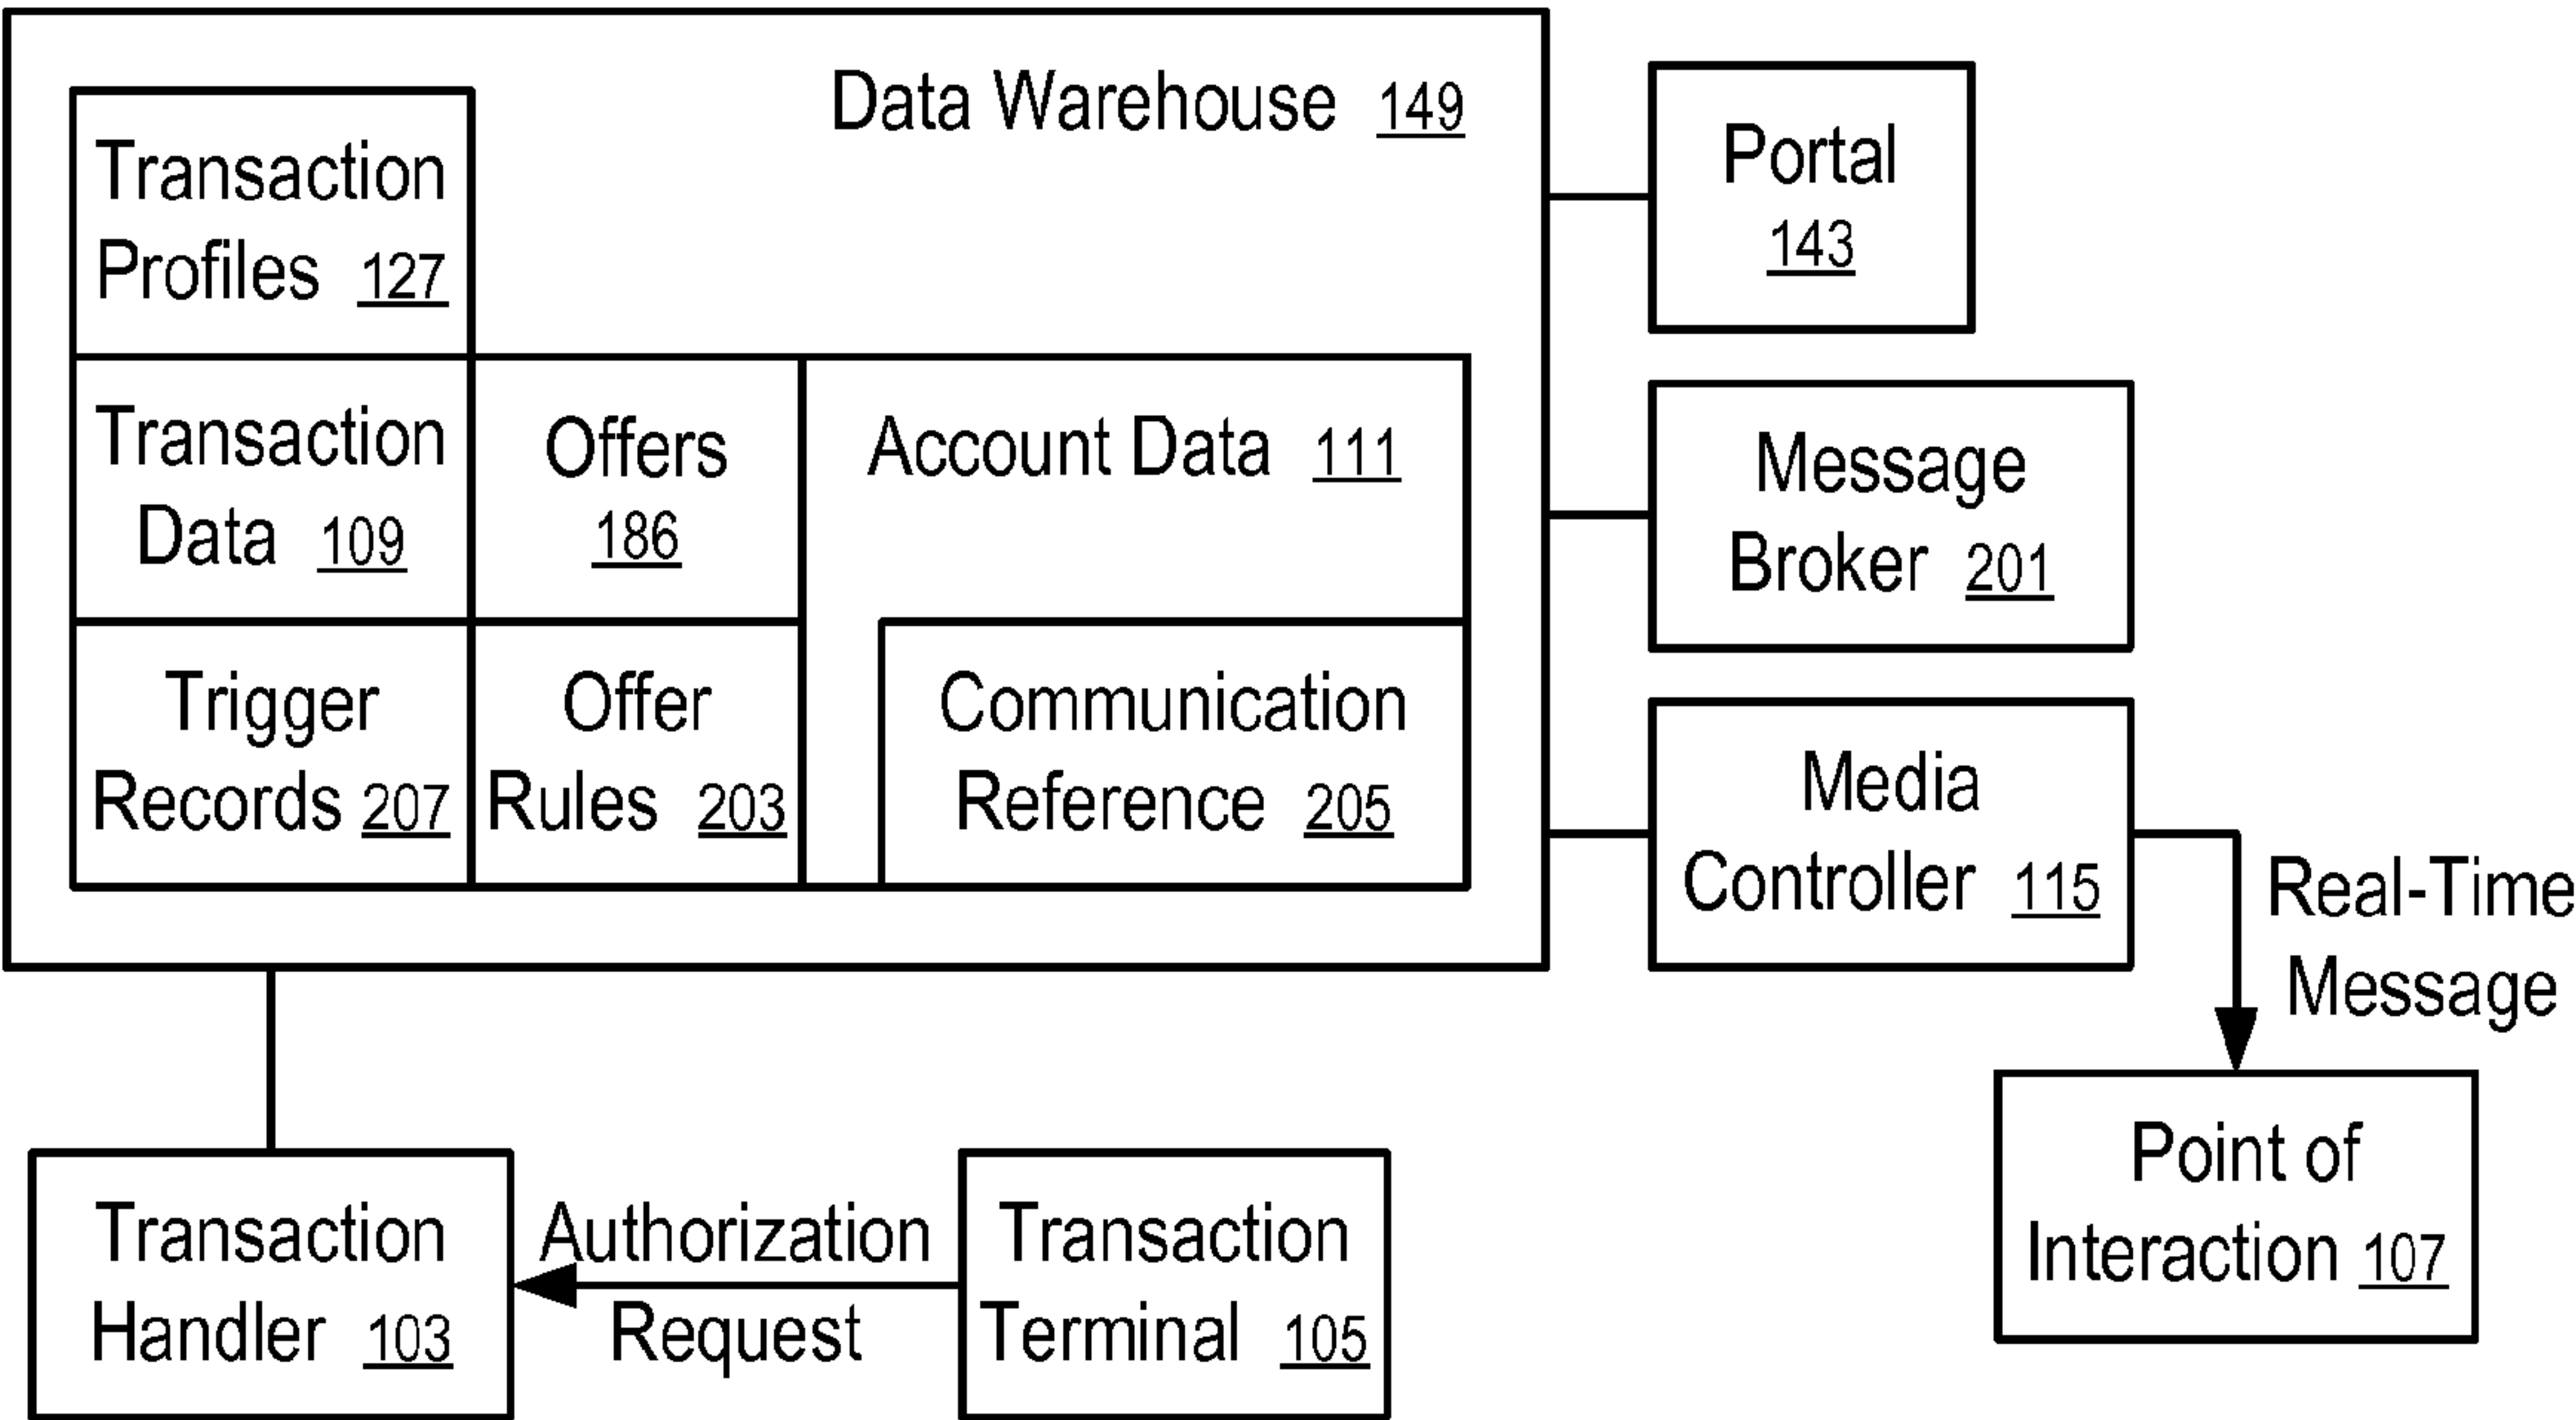 Data Warehouse 149
Transaction
Profiles 127
Transaction
Data 109
Offers
186
Account Data 111
Trigger
Records 207
Offer
Rules 203
Communication
Reference 205
Portal
143
Message
Broker 201
Media
Controller 115
Real-Time
Message
Point of
Interaction 107
Transaction
Handler 103
Authorization
Request
Transaction
Terminal 105